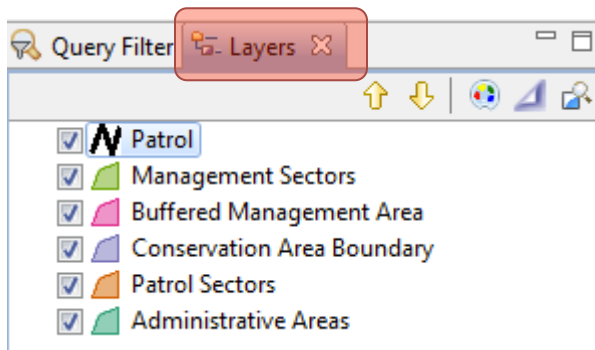 Query Filter Layers
Patrol
Management Sectors
Buffered Management Area
Conservation Area Boundary
Patrol Sectors
Administrative Areas